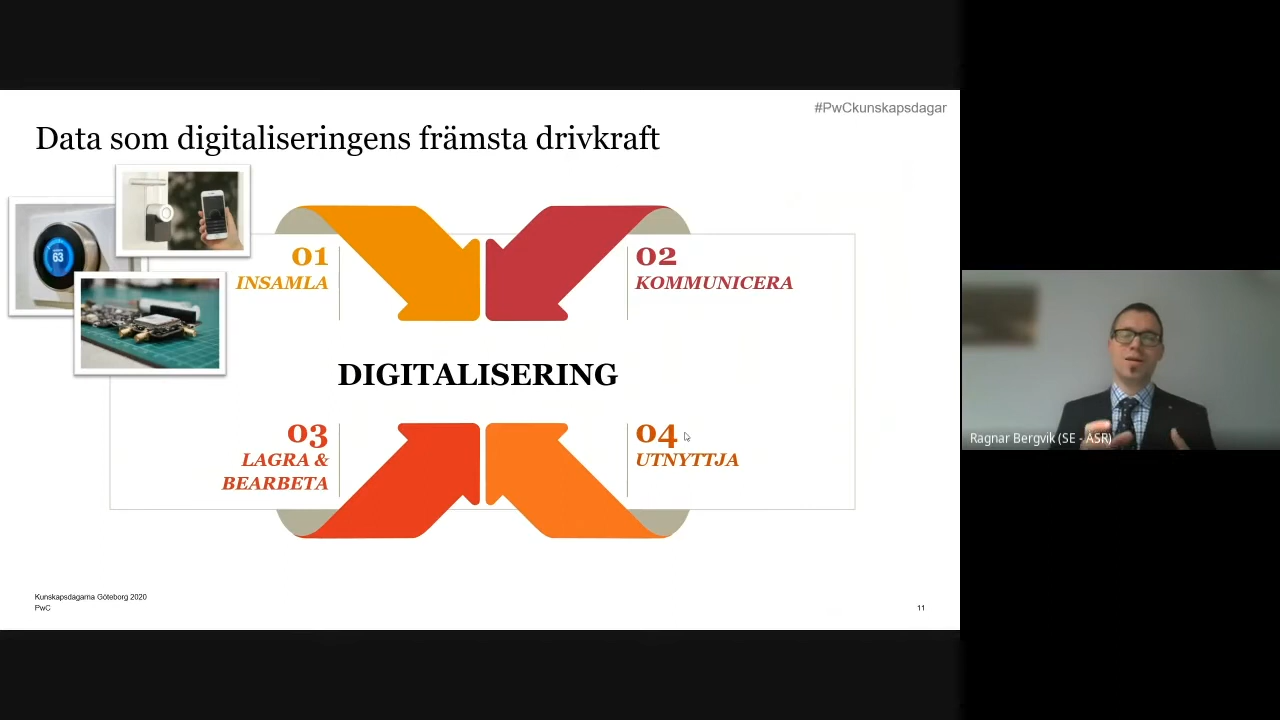 #PwCkunskapsdagar
Data som digitaliseringens främsta drivkraft
63
01
INSAMLA
02
KOMMUNICERA
DIGITALISERING
03
LAGRA &
BEARBETA
04
UTNYTTJA
Ragnar Bergvik (SE - ASR)
Kunskapsdagarna Göteborg 2020
PwC
11